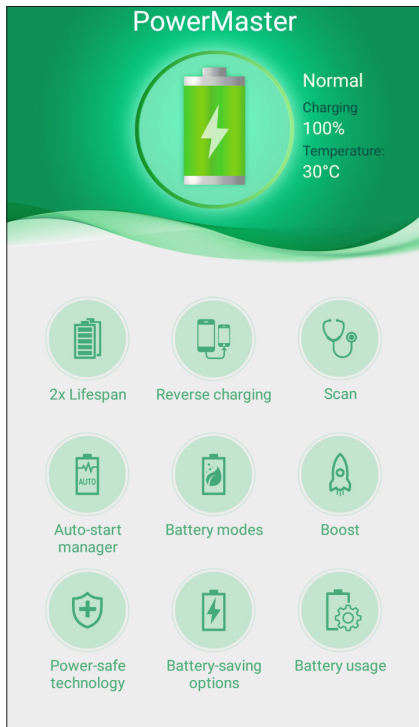 PowerMaster
Normal
Charging
100%
Temperature:
30°C
2x Lifespan
Reverse charging
Scan
AUTO
Auto-start
manager
Battery modes
Boost
Power-safe
technology
Battery-saving
options
Battery usage